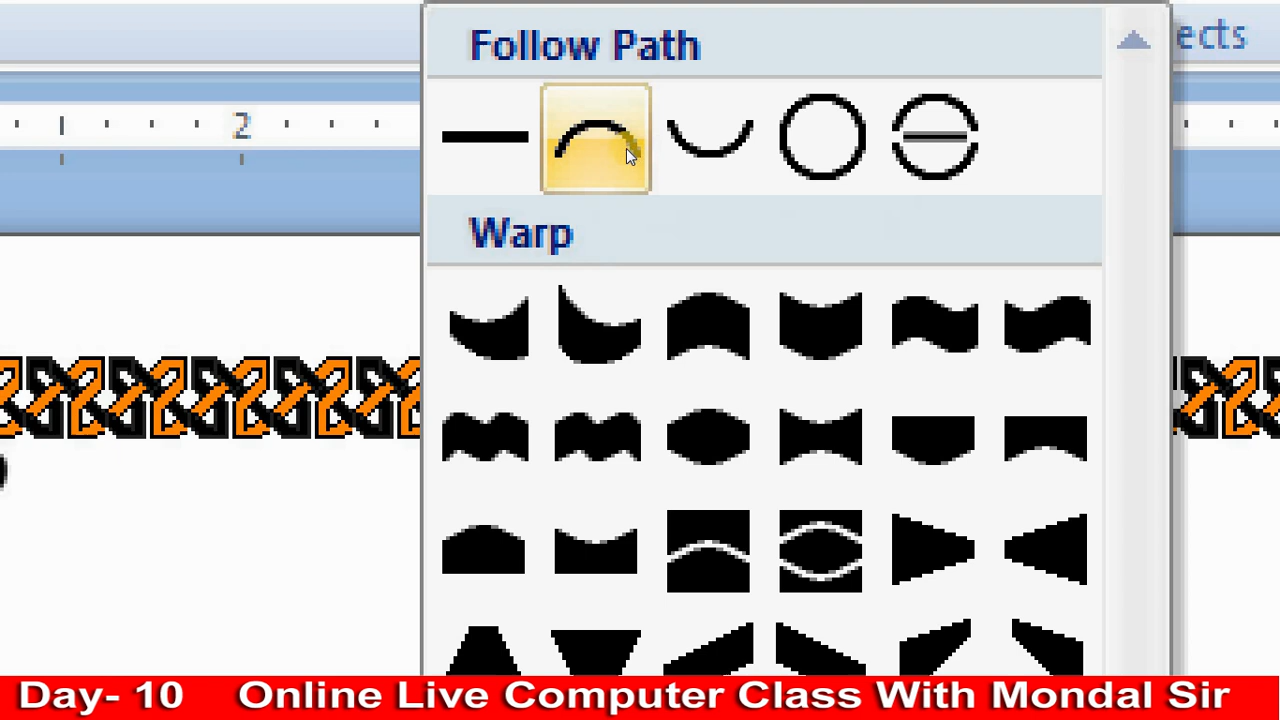 Follow Path
ects
2
Warp
Day- 10 Online Live Computer Class With Mondal Sir